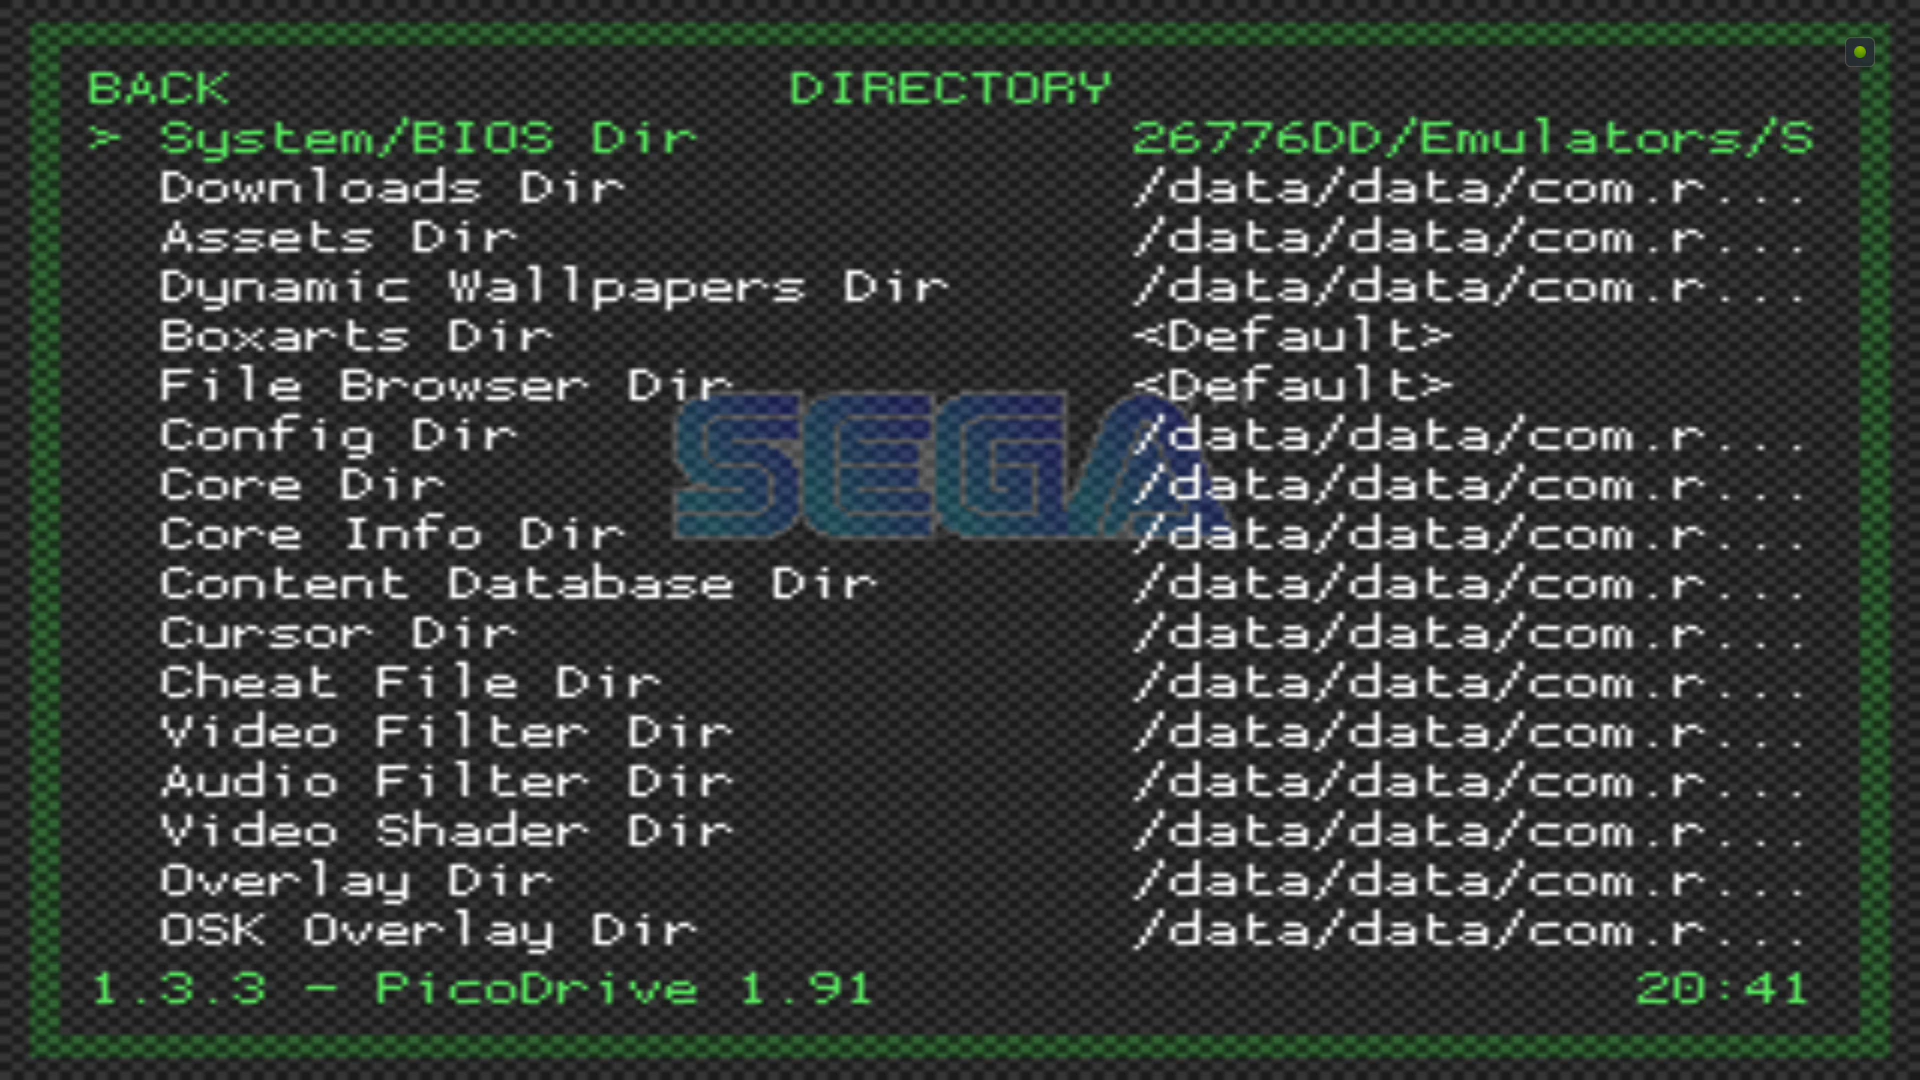 BACK DIRECTORY
> System/BIOS Dir 26776DD/Emulators/S
Downloads Dir /data/data/com.r...
Assets Dir /data/data/com.r...
Dynamic Wallpapers Dir /data/data/com.r...
Boxarts Dir <Default>
File Browser Dir <Default>
Config Dir /data/data/com.r...
Core Dir /data/data/com.r...
Core Info Dir /data/data/com.r...
Content Database Dir /data/data/com.r...
Cursor Dir /data/data/com.r...
Cheat File Dir /data/data/com.r...
Video Filter Dir /data/data/com.r...
Audio Filter Dir /data/data/com.r...
Video Shader Dir /data/data/com.r...
Overlay Dir /data/data/com.r...
OSK Overlay Dir /data/data/com.r...
1.3.3 - PicoDrive 1.91 20:41
SEGA